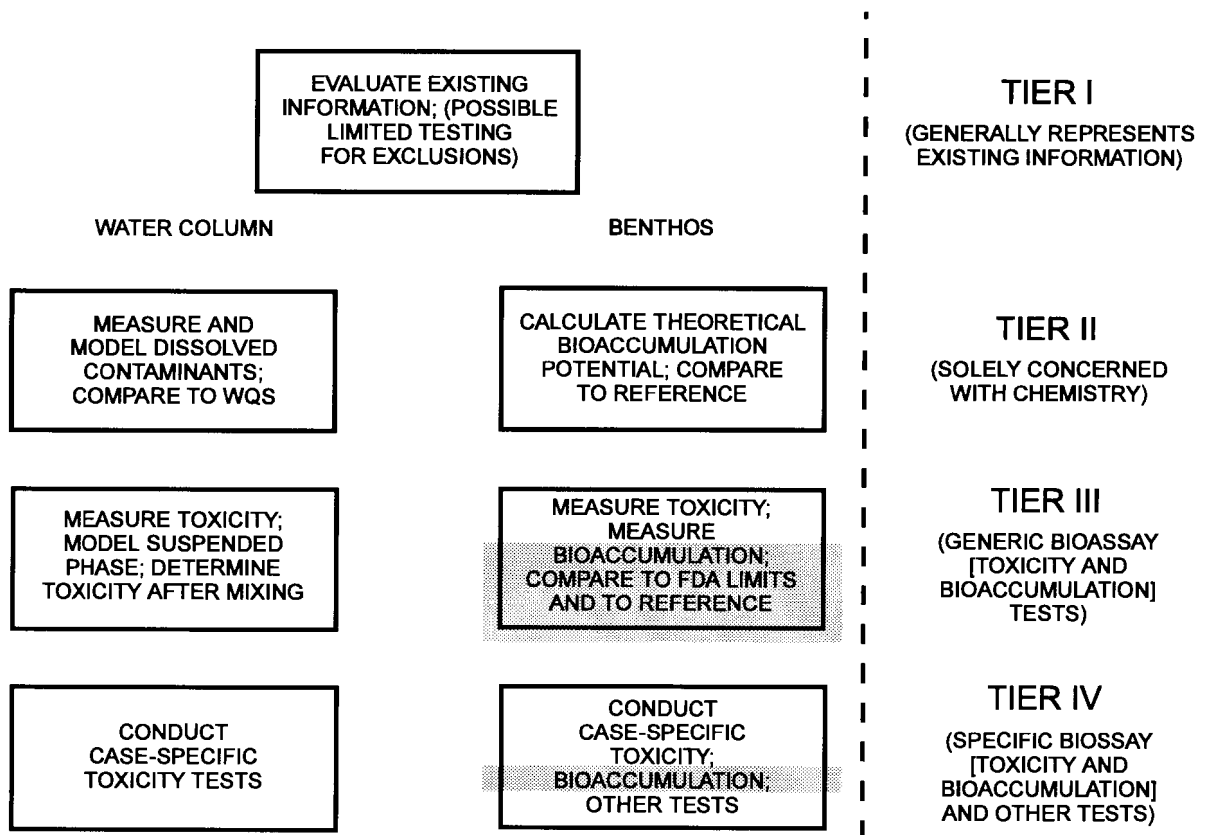 EVALUATE EXISTING
INFORMATION; (POSSIBLE
LIMITED TESTING
FOR EXCLUSIONS)
TIER I
(GENERALLY REPRESENTS
EXISTING INFORMATION)
WATER COLUMN
BENTHOS
MEASURE AND
MODEL DISSOLVED
CONTAMINANTS;
COMPARE TO WQS
CALCULATE THEORETICAL
BIOACCUMULATION
POTENTIAL; COMPARE
TO REFERENCE
TIER II
(SOLELY CONCERNED
WITH CHEMISTRY)
MEASURE TOXICITY;
MODEL SUSPENDED
PHASE; DETERMINE
TOXICITY AFTER MIXING
MEASURE TOXICITY;
MEASURE
BIOACCUMULATION;
COMPARE TO FDA LIMITS
AND TO REFERENCE
TIER III
(GENERIC BIOASSAY
[TOXICITY AND
BIOACCUMULATION]
TESTS)
CONDUCT
CASE-SPECIFIC
TOXICITY TESTS
CONDUCT
CASE-SPECIFIC
TOXICITY;
BIOACCUMULATION;
OTHER TESTS
TIER IV
(SPECIFIC BIOSSAY
[TOXICITY AND
BIOACCUMULATION]
AND OTHER TESTS)